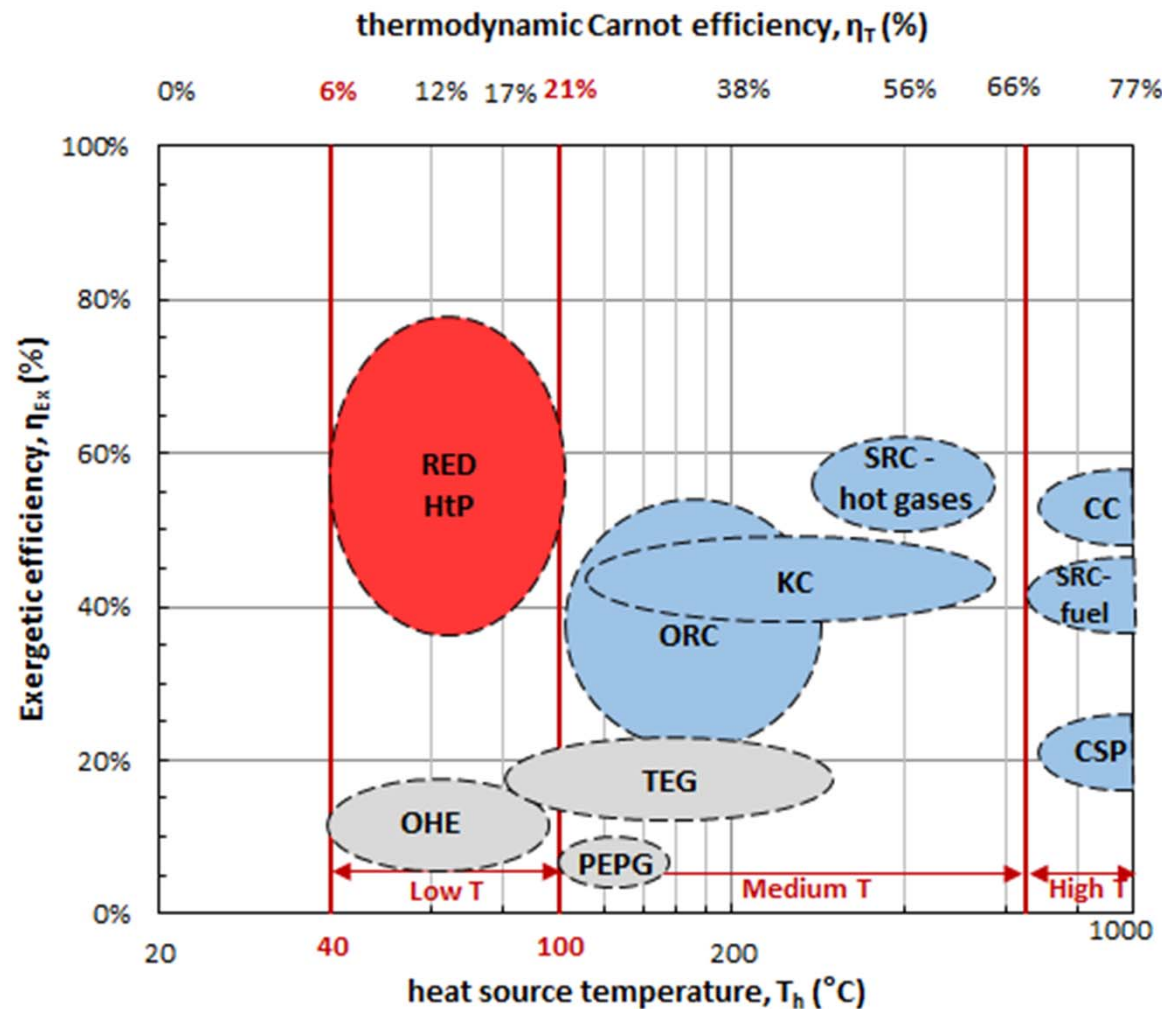 thermodynamic Carnot efficiency, ηT (%)
0% 6% 12% 17% 21% 38% 56% 66% 77%
100%
80%
60%
40%
20%
0%
Exergetic efficiency, ηEx (%)
RED
HtP
SRC -
hot gases
CC
KC
SRC-
fuel
ORC
CSP
TEG
OHE
PEPG
Low T
Medium T
High T
20 40 100 200 1000
heat source temperature, Th (°C)